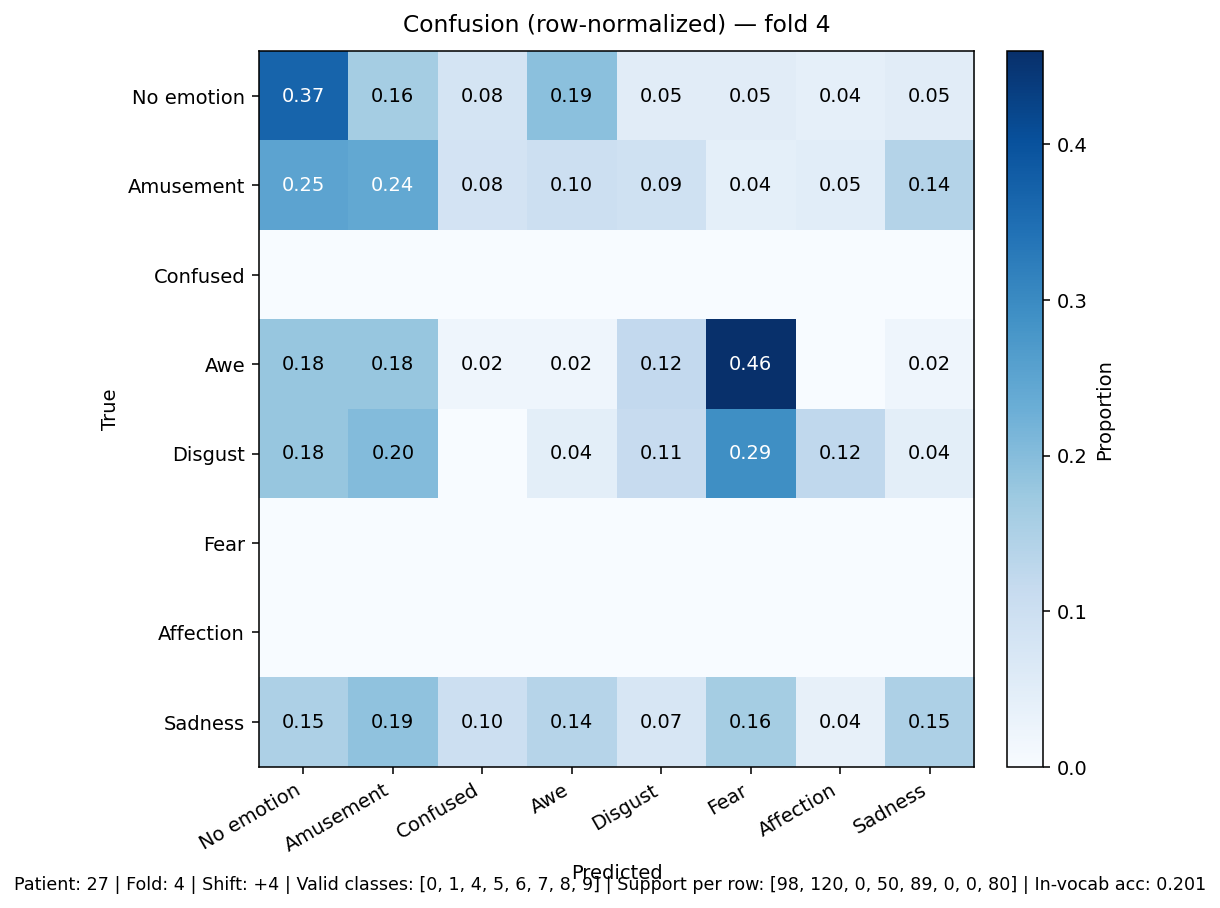 Confusion (row-normalized) — fold 4
No emotion 0.37 0.16 0.08 0.19 0.05 0.05 0.04 0.05
Amusement 0.25 0.24 0.08 0.10 0.09 0.04 0.05 0.14
Confused
Awe 0.18 0.18 0.02 0.02 0.12 0.46 0.02
Disgust 0.18 0.20 0.04 0.11 0.29 0.12 0.04
Fear
Affection
Sadness 0.15 0.19 0.10 0.14 0.07 0.16 0.04 0.15
True
No emotion Amusement Confused Awe Disgust Fear Affection Sadness
Predicted
0.4
0.3
0.2
0.1
0.0
Proportion
Patient: 27 | Fold: 4 | Shift: +4 | Valid classes: [0, 1, 4, 5, 6, 7, 8, 9] | Support per row: [98, 120, 0, 50, 89, 0, 0, 80] | In-vocab acc: 0.201